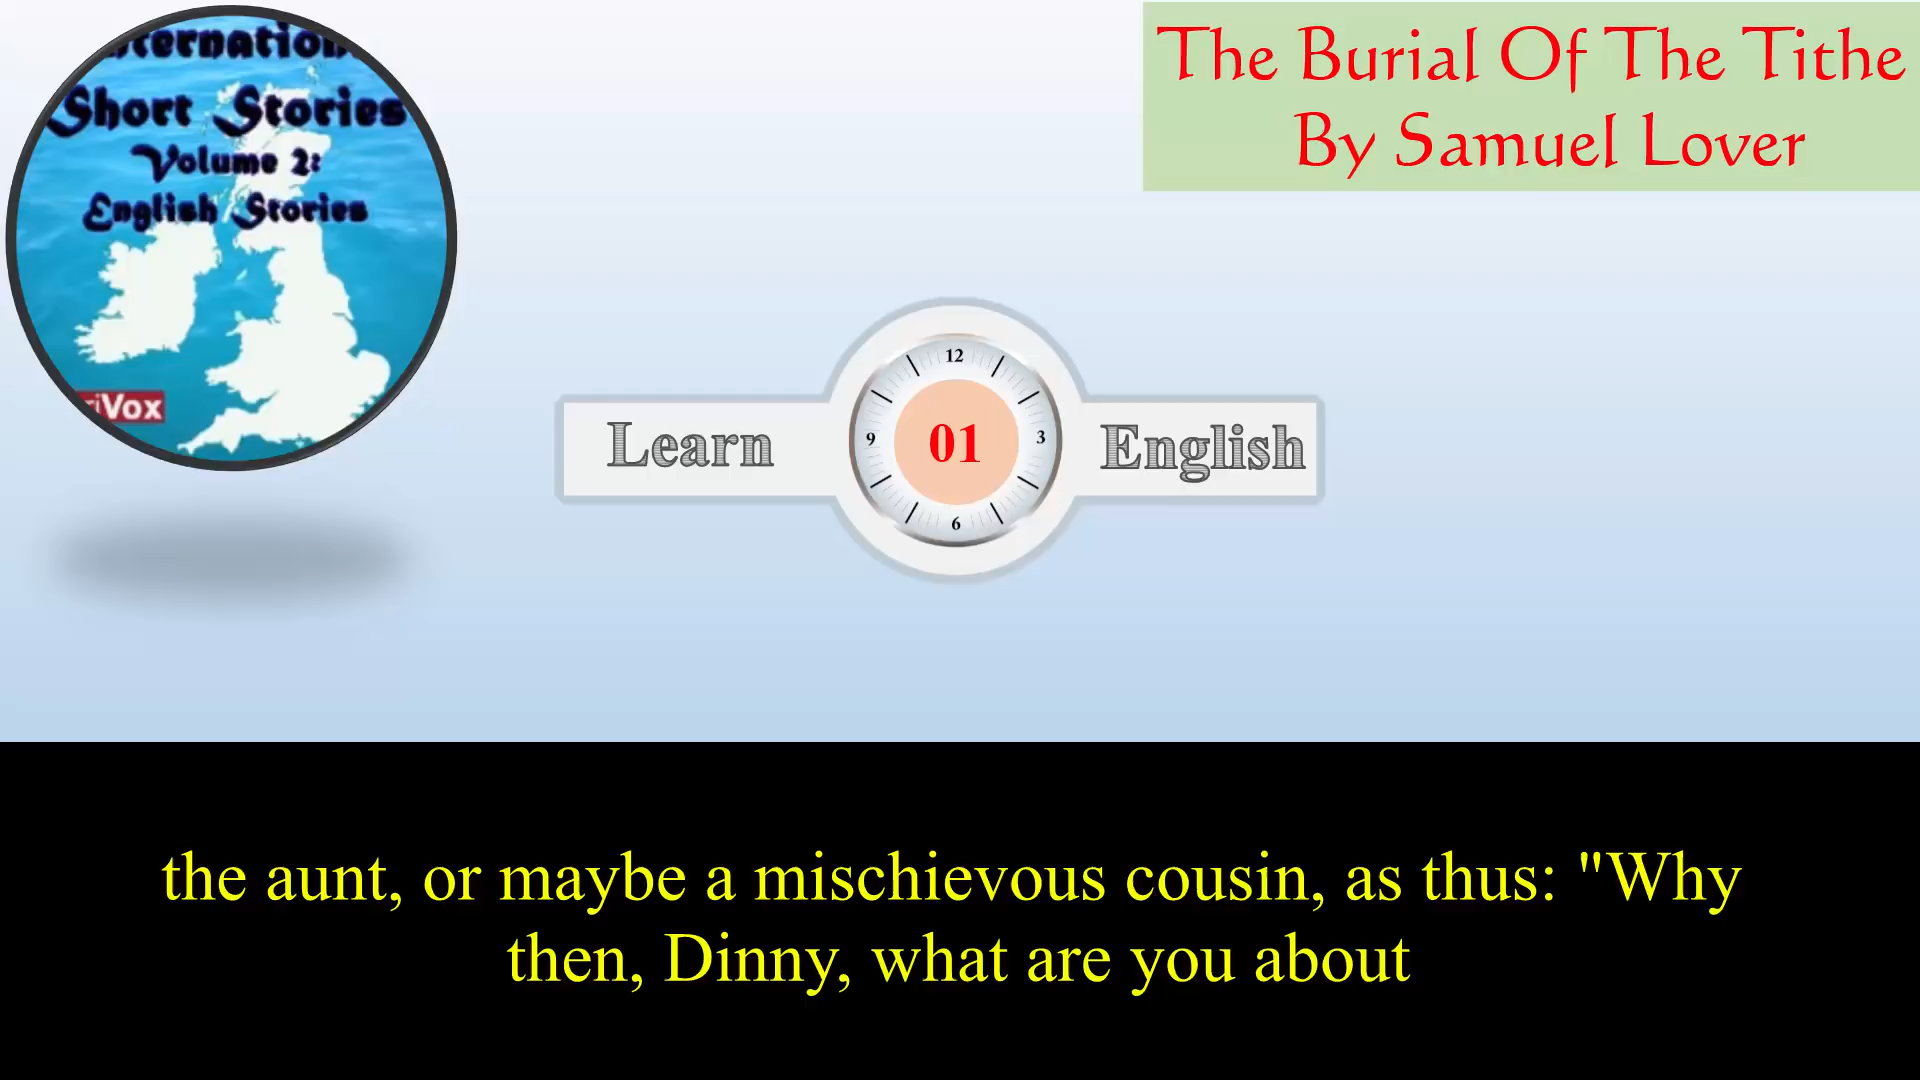 Short Stories
Volume 2:
English Stories
Vox
The Burial Of The Tithe
By Samuel Lover
Learn
12
3
6
9
01
English
the aunt, or maybe a mischievous cousin, as thus: "Why
then, Dinny, what are you about